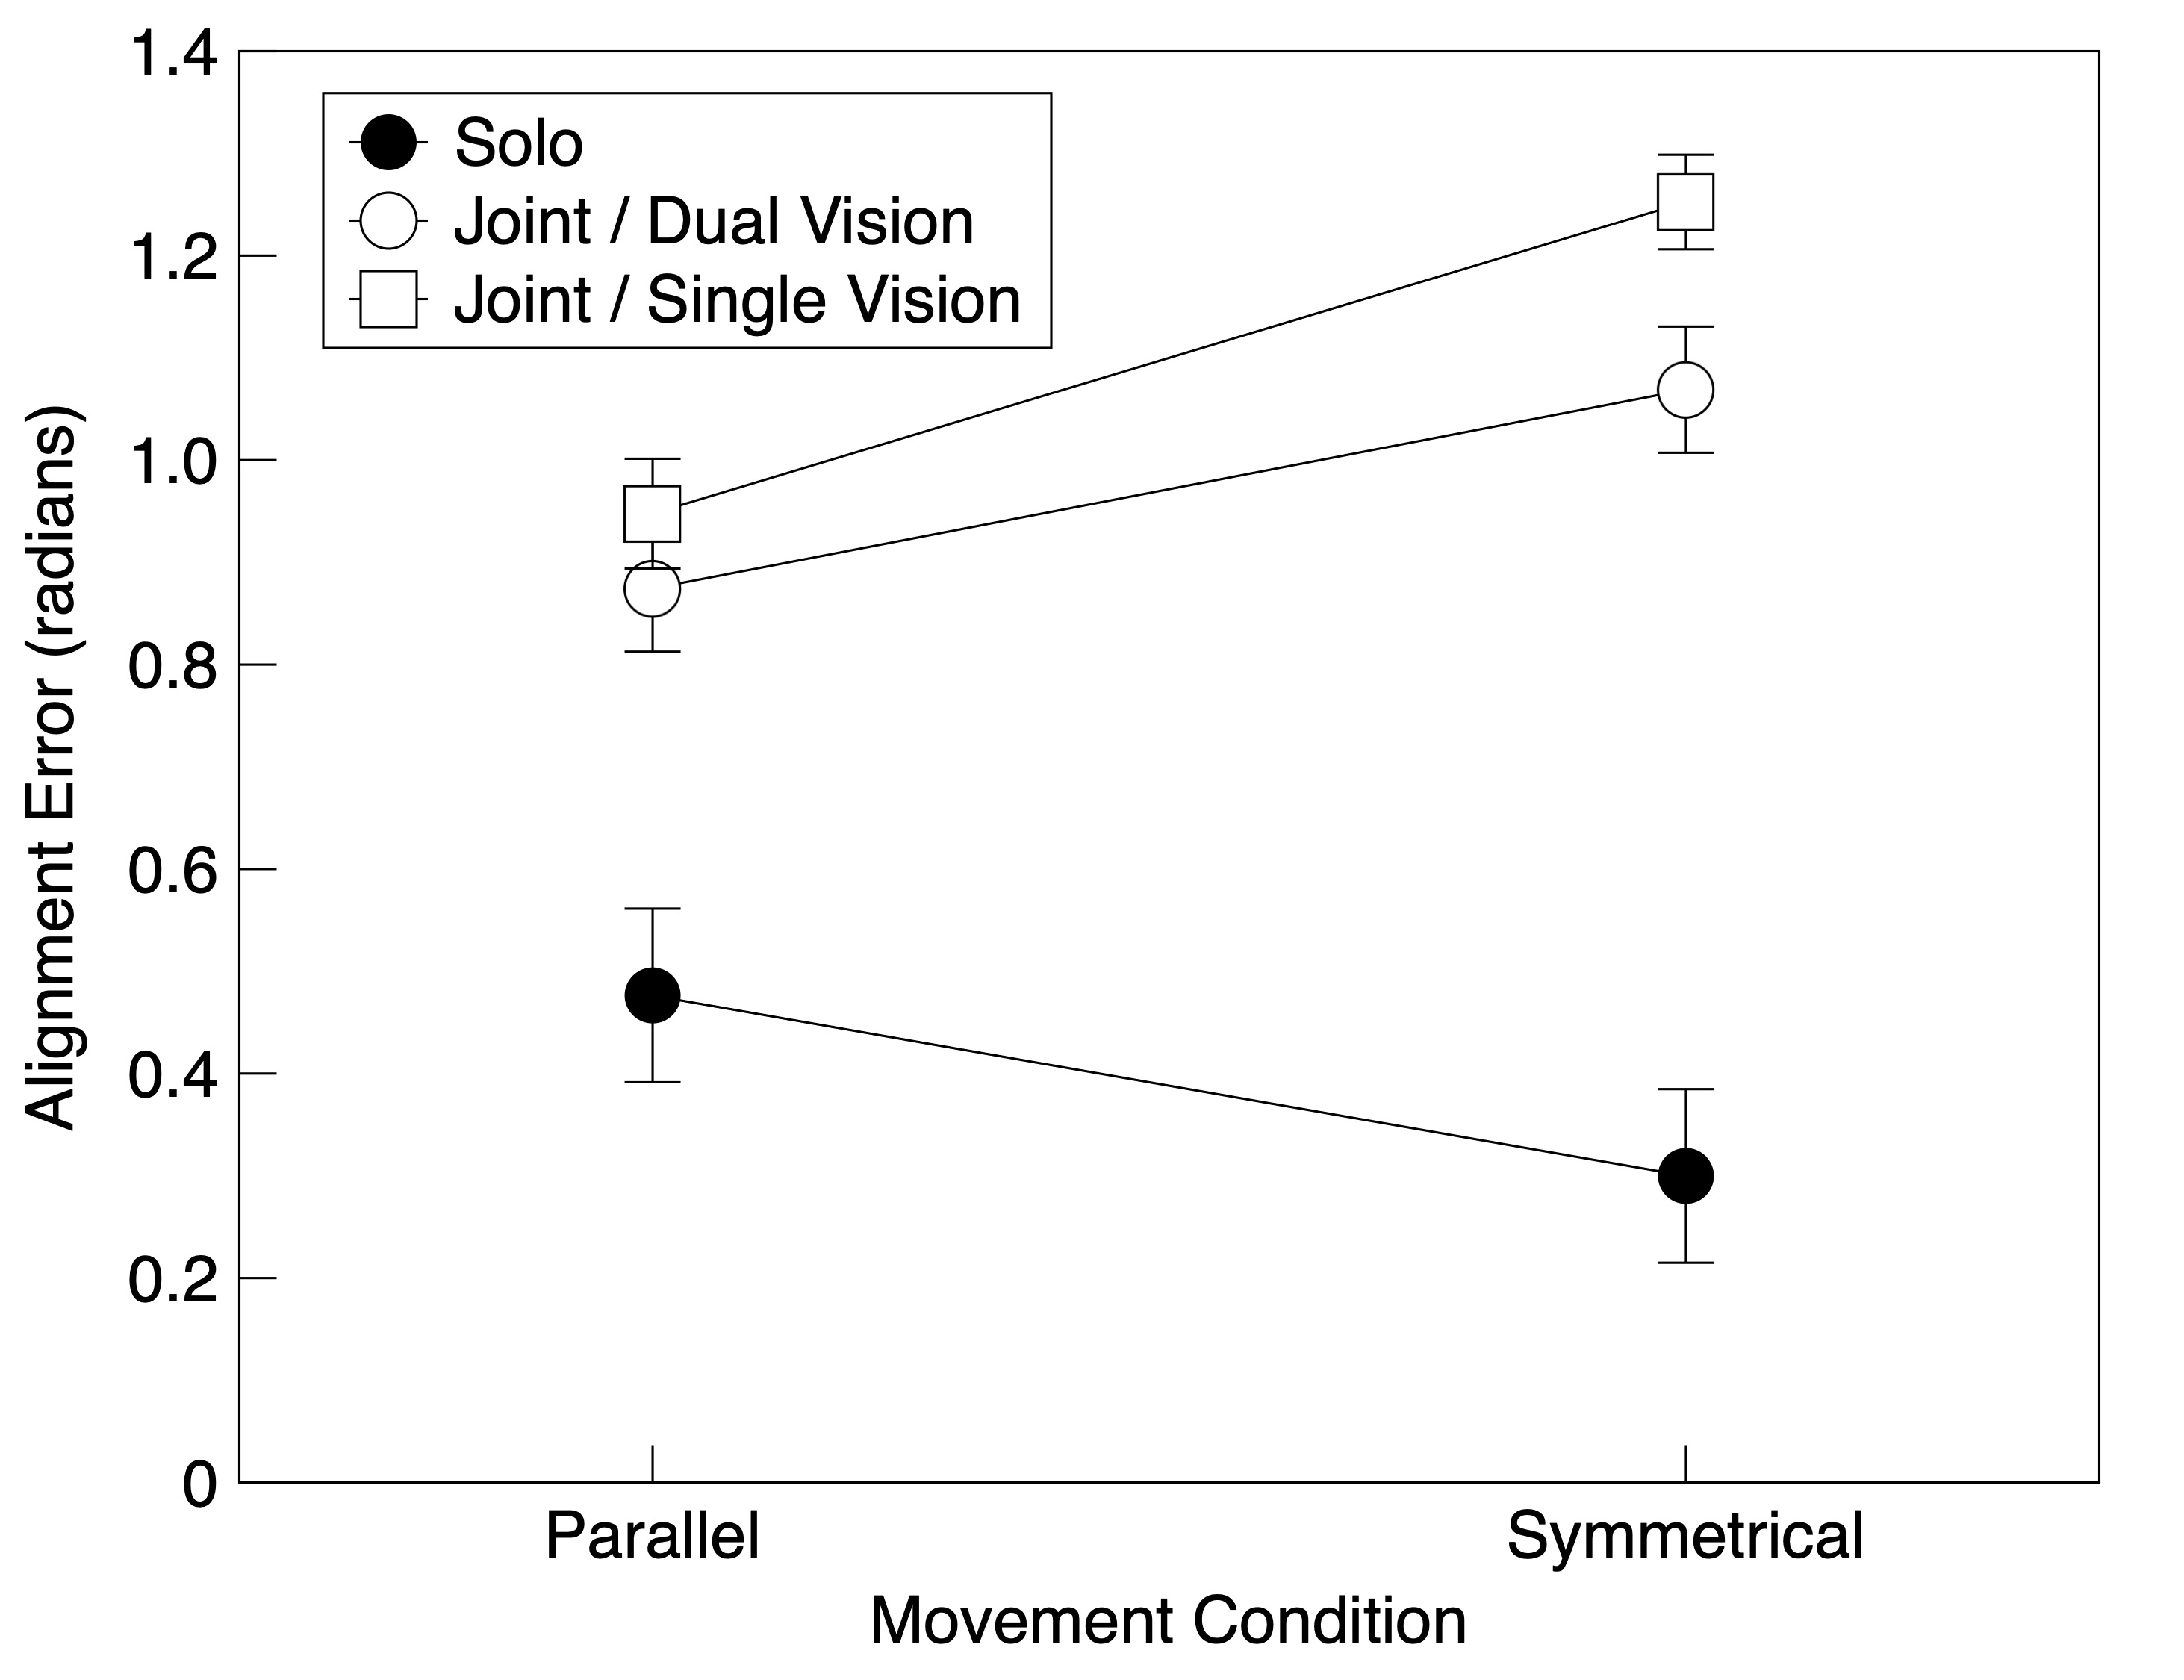 1.4
1.2
1.0
0.8
0.6
0.4
0.2
0
Alignment Error (radians)
Solo
Joint / Dual Vision
Joint / Single Vision
Parallel
Symmetrical
Movement Condition